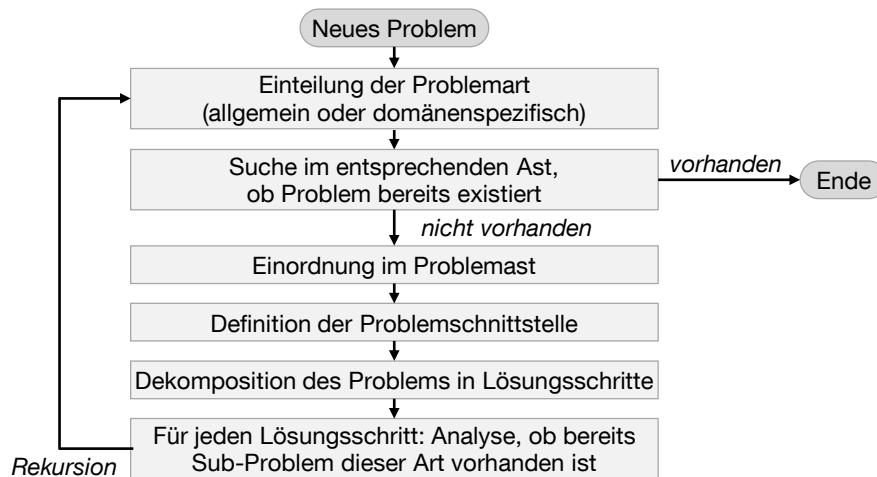 Neues Problem
Einteilung der Problemart
(allgemein oder domänenspezifisch)
Suche im entsprechenden Ast,
ob Problem bereits existiert
vorhanden
Ende
nicht vorhanden
Einordnung im Problemast
Definition der Problemschnittstelle
Dekomposition des Problems in Lösungsschritte
Für jeden Lösungsschritt: Analyse, ob bereits
Sub-Problem dieser Art vorhanden ist
Rekursion